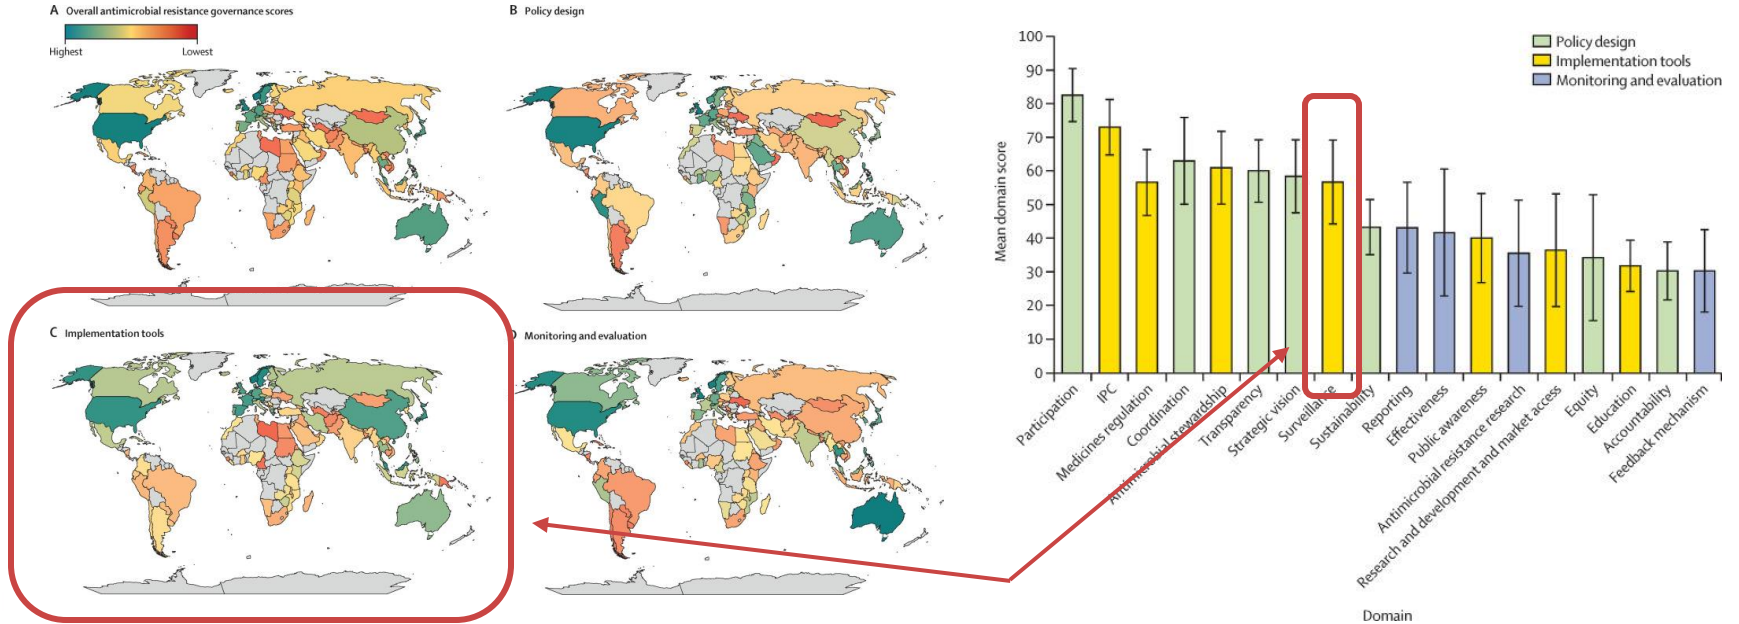 A Overall antimicrobial resistance governance scores
Highest
Lowest
B Policy design
C Implementation tools
D Monitoring and evaluation
Policy design
Implementation tools
Monitoring and evaluation
Mean domain score
100
90
80
70
60
50
40
30
20
10
0
Participation
IPC
Medicines regulation
Coordination
Antimicrobial stewardship
Transparency
Strategic vision
Surveillance
Sustainability
Reporting
Effectiveness
Public awareness
Antimicrobial resistance research
Research and development and market access
Equity
Education
Accountability
Feedback mechanism
Domain